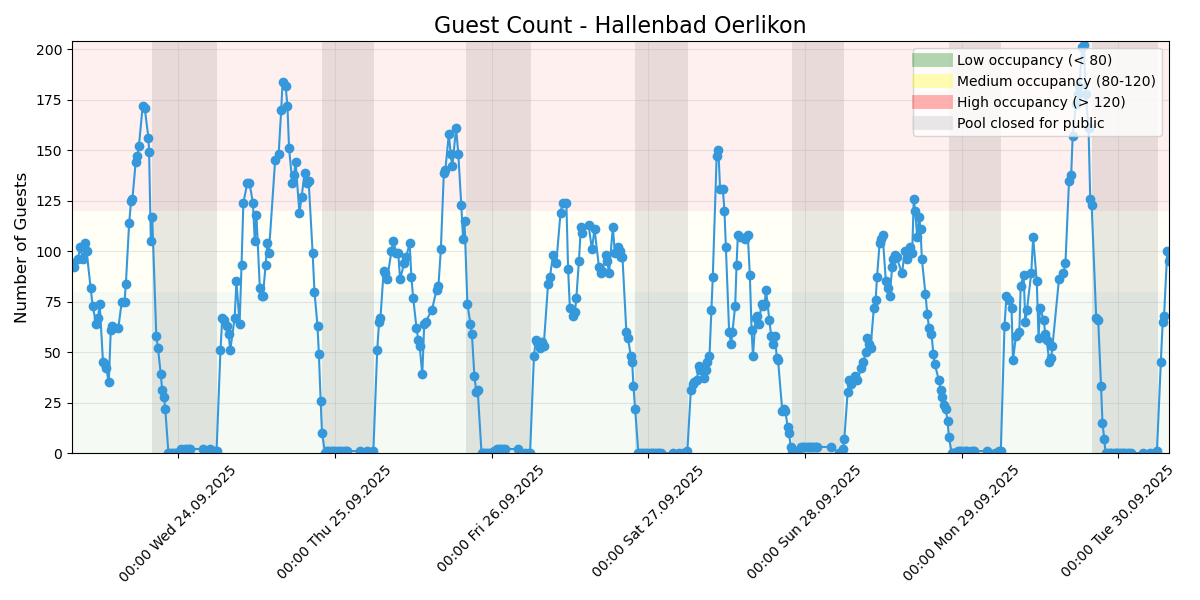 Guest Count - Hallenbad Oerlikon
Number of Guests
200
175
150
125
100
75
50
25
0
Low occupancy (< 80)
Medium occupancy (80-120)
High occupancy (> 120)
Pool closed for public
00:00 Wed 24.09.2025
00:00 Thu 25.09.2025
00:00 Fri 26.09.2025
00:00 Sat 27.09.2025
00:00 Sun 28.09.2025
00:00 Mon 29.09.2025
00:00 Tue 30.09.2025